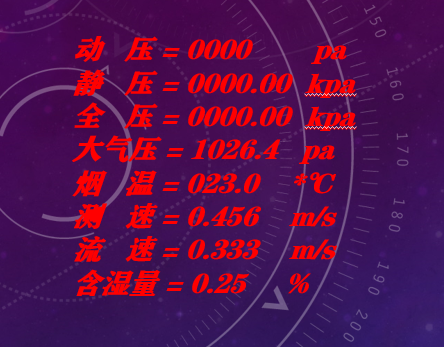 动 压 = 0000 pa
静 压 = 0000.00 kpa
全 压 = 0000.00 kpa
大气压 = 1026.4 pa
烟 温 = 023.0 *℃
测 速 = 0.456 m/s
流 速 = 0.333 m/s
含湿量 = 0.25 %
150
160
170
180
190
200